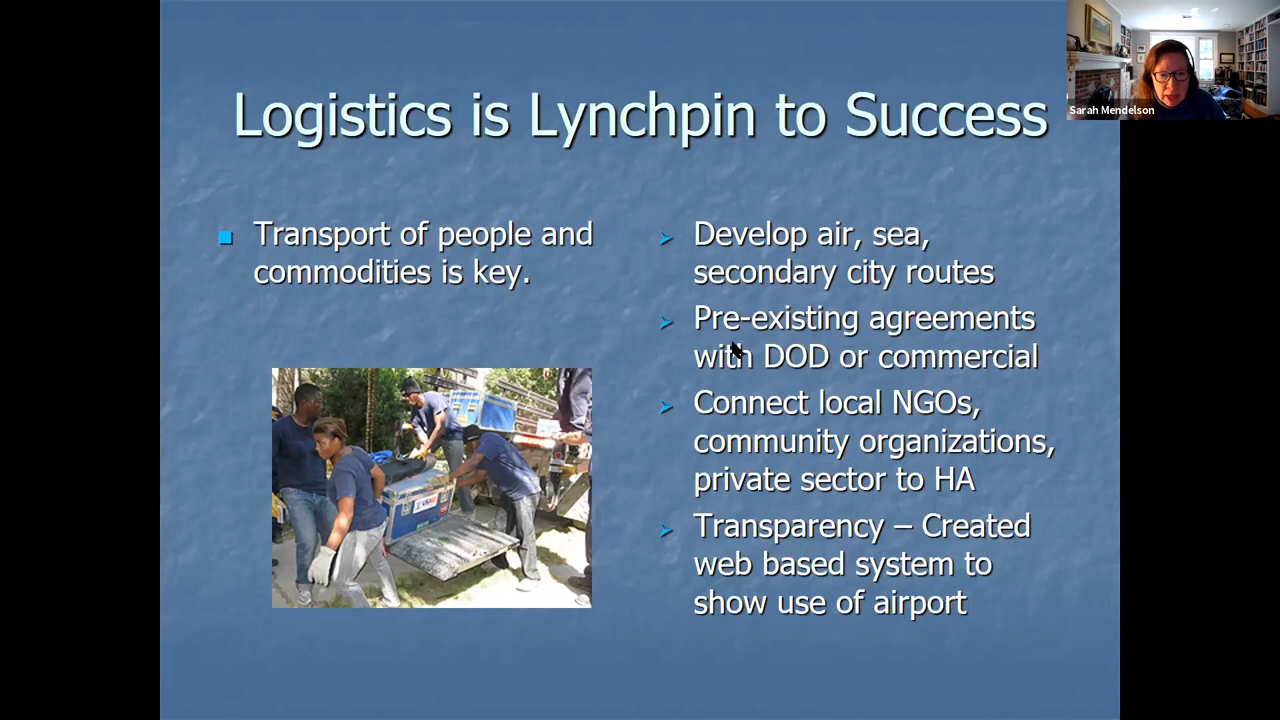 Logistics is Lynchpin to Success
Sarah Mendelson
Transport of people and
commodities is key.
Develop air, sea,
secondary city routes
Pre-existing agreements
with DOD or commercial
Connect local NGOs,
community organizations,
private sector to HA
Transparency – Created
web based system to
show use of airport
USAID